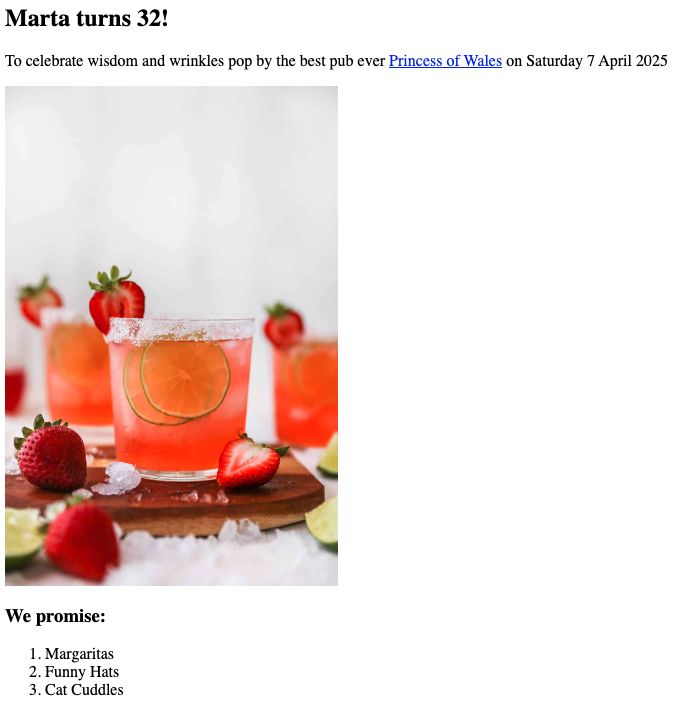 Marta turns 32!
To celebrate wisdom and wrinkles pop by the best pub ever Princess of Wales on Saturday 7 April 2025
We promise:
1. Margaritas
2. Funny Hats
3. Cat Cuddles